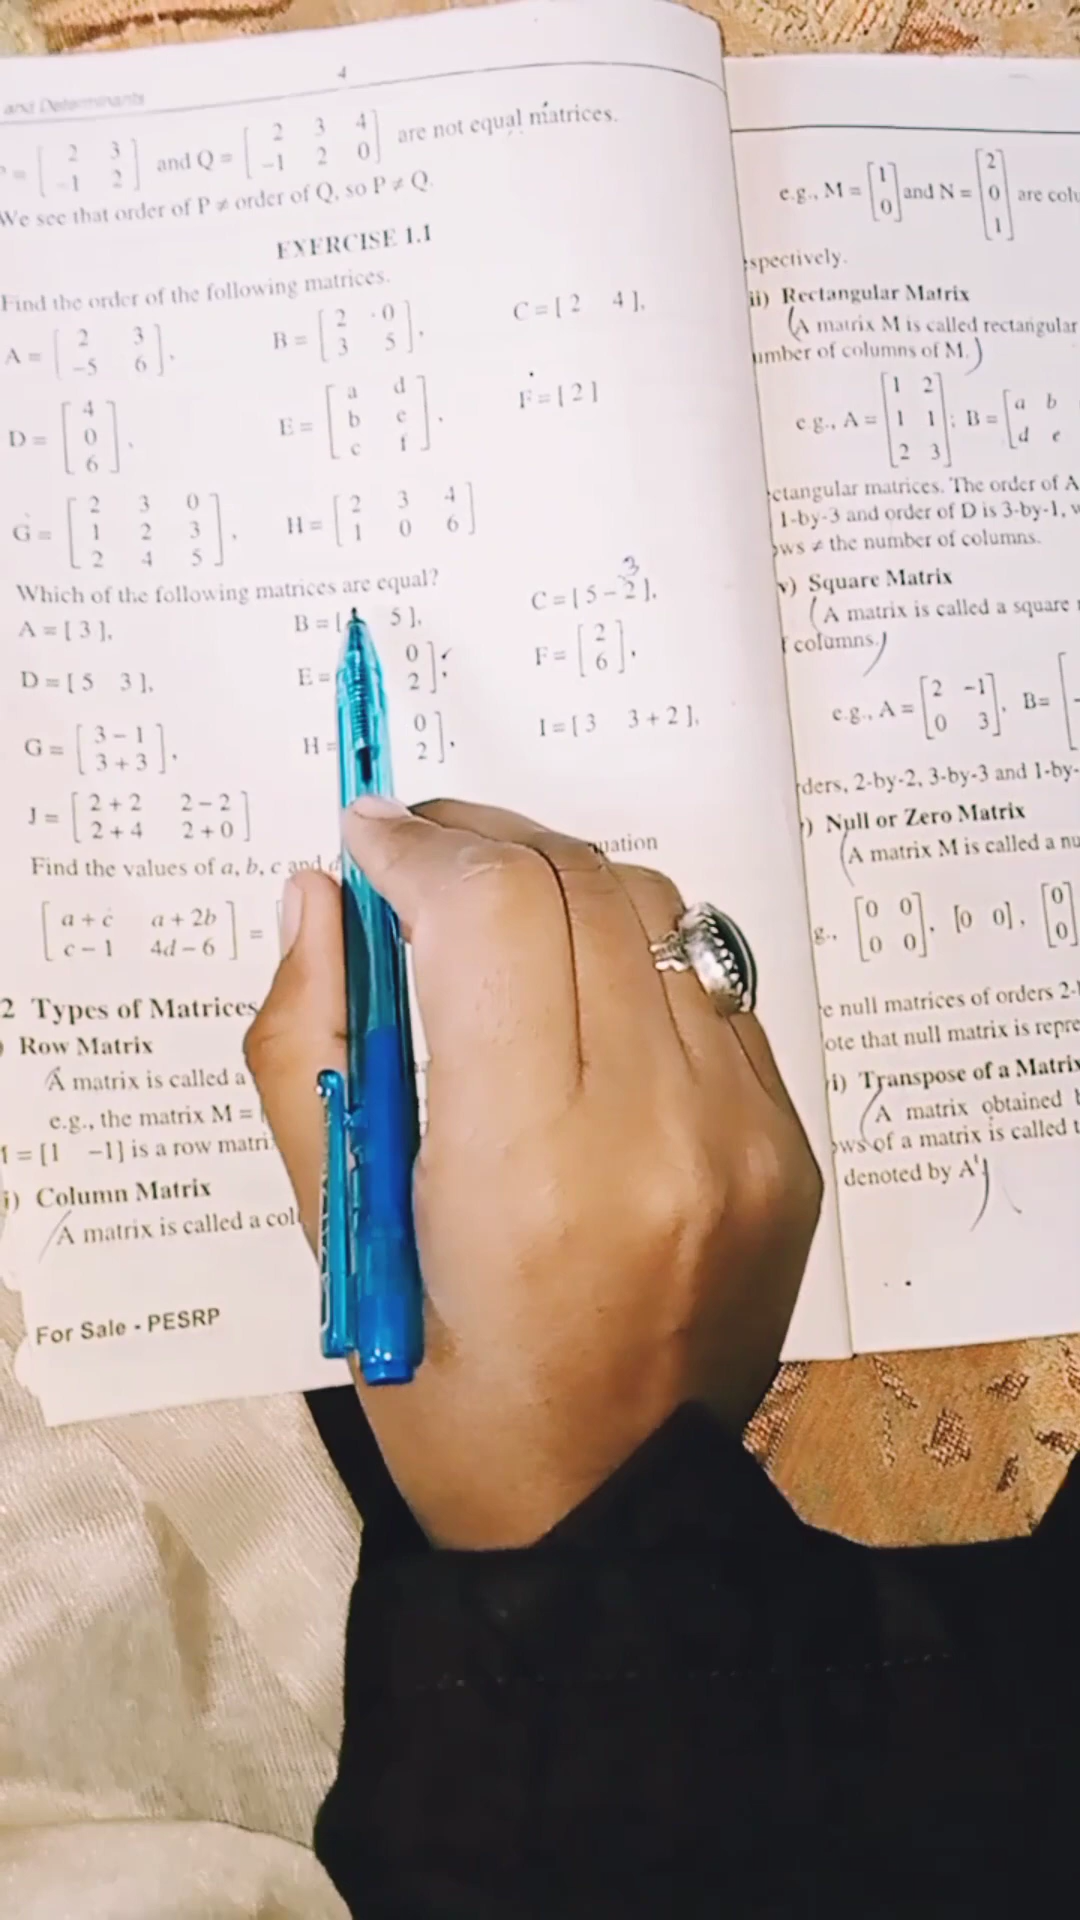 4
and Determinants
= [ 2 3 ; -1 2 ] and Q = [ 2 3 4 ; -1 2 0 ] are not equal matrices.
We see that order of P ≠ order of Q, so P ≠ Q.
EXERCISE 1.1
Find the order of the following matrices.
A = [ 2 3 ; -5 6 ], B = [ 2 0 ; 3 5 ], C = [ 2 4 ],
D = [ 4 ; 0 ; 6 ], E = [ a d ; b e ; c f ], F = [ 2 ]
G = [ 2 3 0 ; 1 2 3 ; 2 4 5 ], H = [ 2 3 4 ; 1 0 6 ]
Which of the following matrices are equal?
3
A = [ 3 ], B = [ 5 ], C = [ 5 – 2 ],
D = [ 5 3 ], E = 0 ; 2 ], F = [ 2 ; 6 ],
G = [ 3 – 1 ; 3 + 3 ], H = 0 ; 2 ], I = [ 3 3 + 2 ],
J = [ 2 + 2 2 – 2 ; 2 + 4 2 + 0 ]
Find the values of a, b, c and
[ a + c a + 2b ; c – 1 4d – 6 ] =
2 Types of Matrices
Row Matrix
A matrix is called a
e.g., the matrix M =
= [1 -1] is a row
i) Column Matrix
A matrix is called a
For Sale - PESRP
e.g., M = [ 1 ; 0 ] and N = [ 2 ; 0 ; 1 ] are
spectively.
ii) Rectangular Matrix
(A matrix M is called rectangular
umber of columns of M.)
e.g., A = [ 1 2 ; 1 1 ; 2 3 ]; B = [ a b ; d e
ctangular matrices. The order of A
1-by-3 and order of D is 3-by-1,
ows ≠ the number of columns.
v) Square Matrix
(A matrix is called a square
columns.)
e.g., A = [ 2 -1 ; 0 3 ], B = [
ders, 2-by-2, 3-by-3 and 1-by-
) Null or Zero Matrix
(A matrix M is called a
g., [ 0 0 ; 0 0 ], [0 0], [ 0 ; 0 ]
e null matrices of orders 2-
ote that null matrix is
i) Transpose of a Matrix
(A matrix obtained
ows of a matrix is called
denoted by Aᵗ)